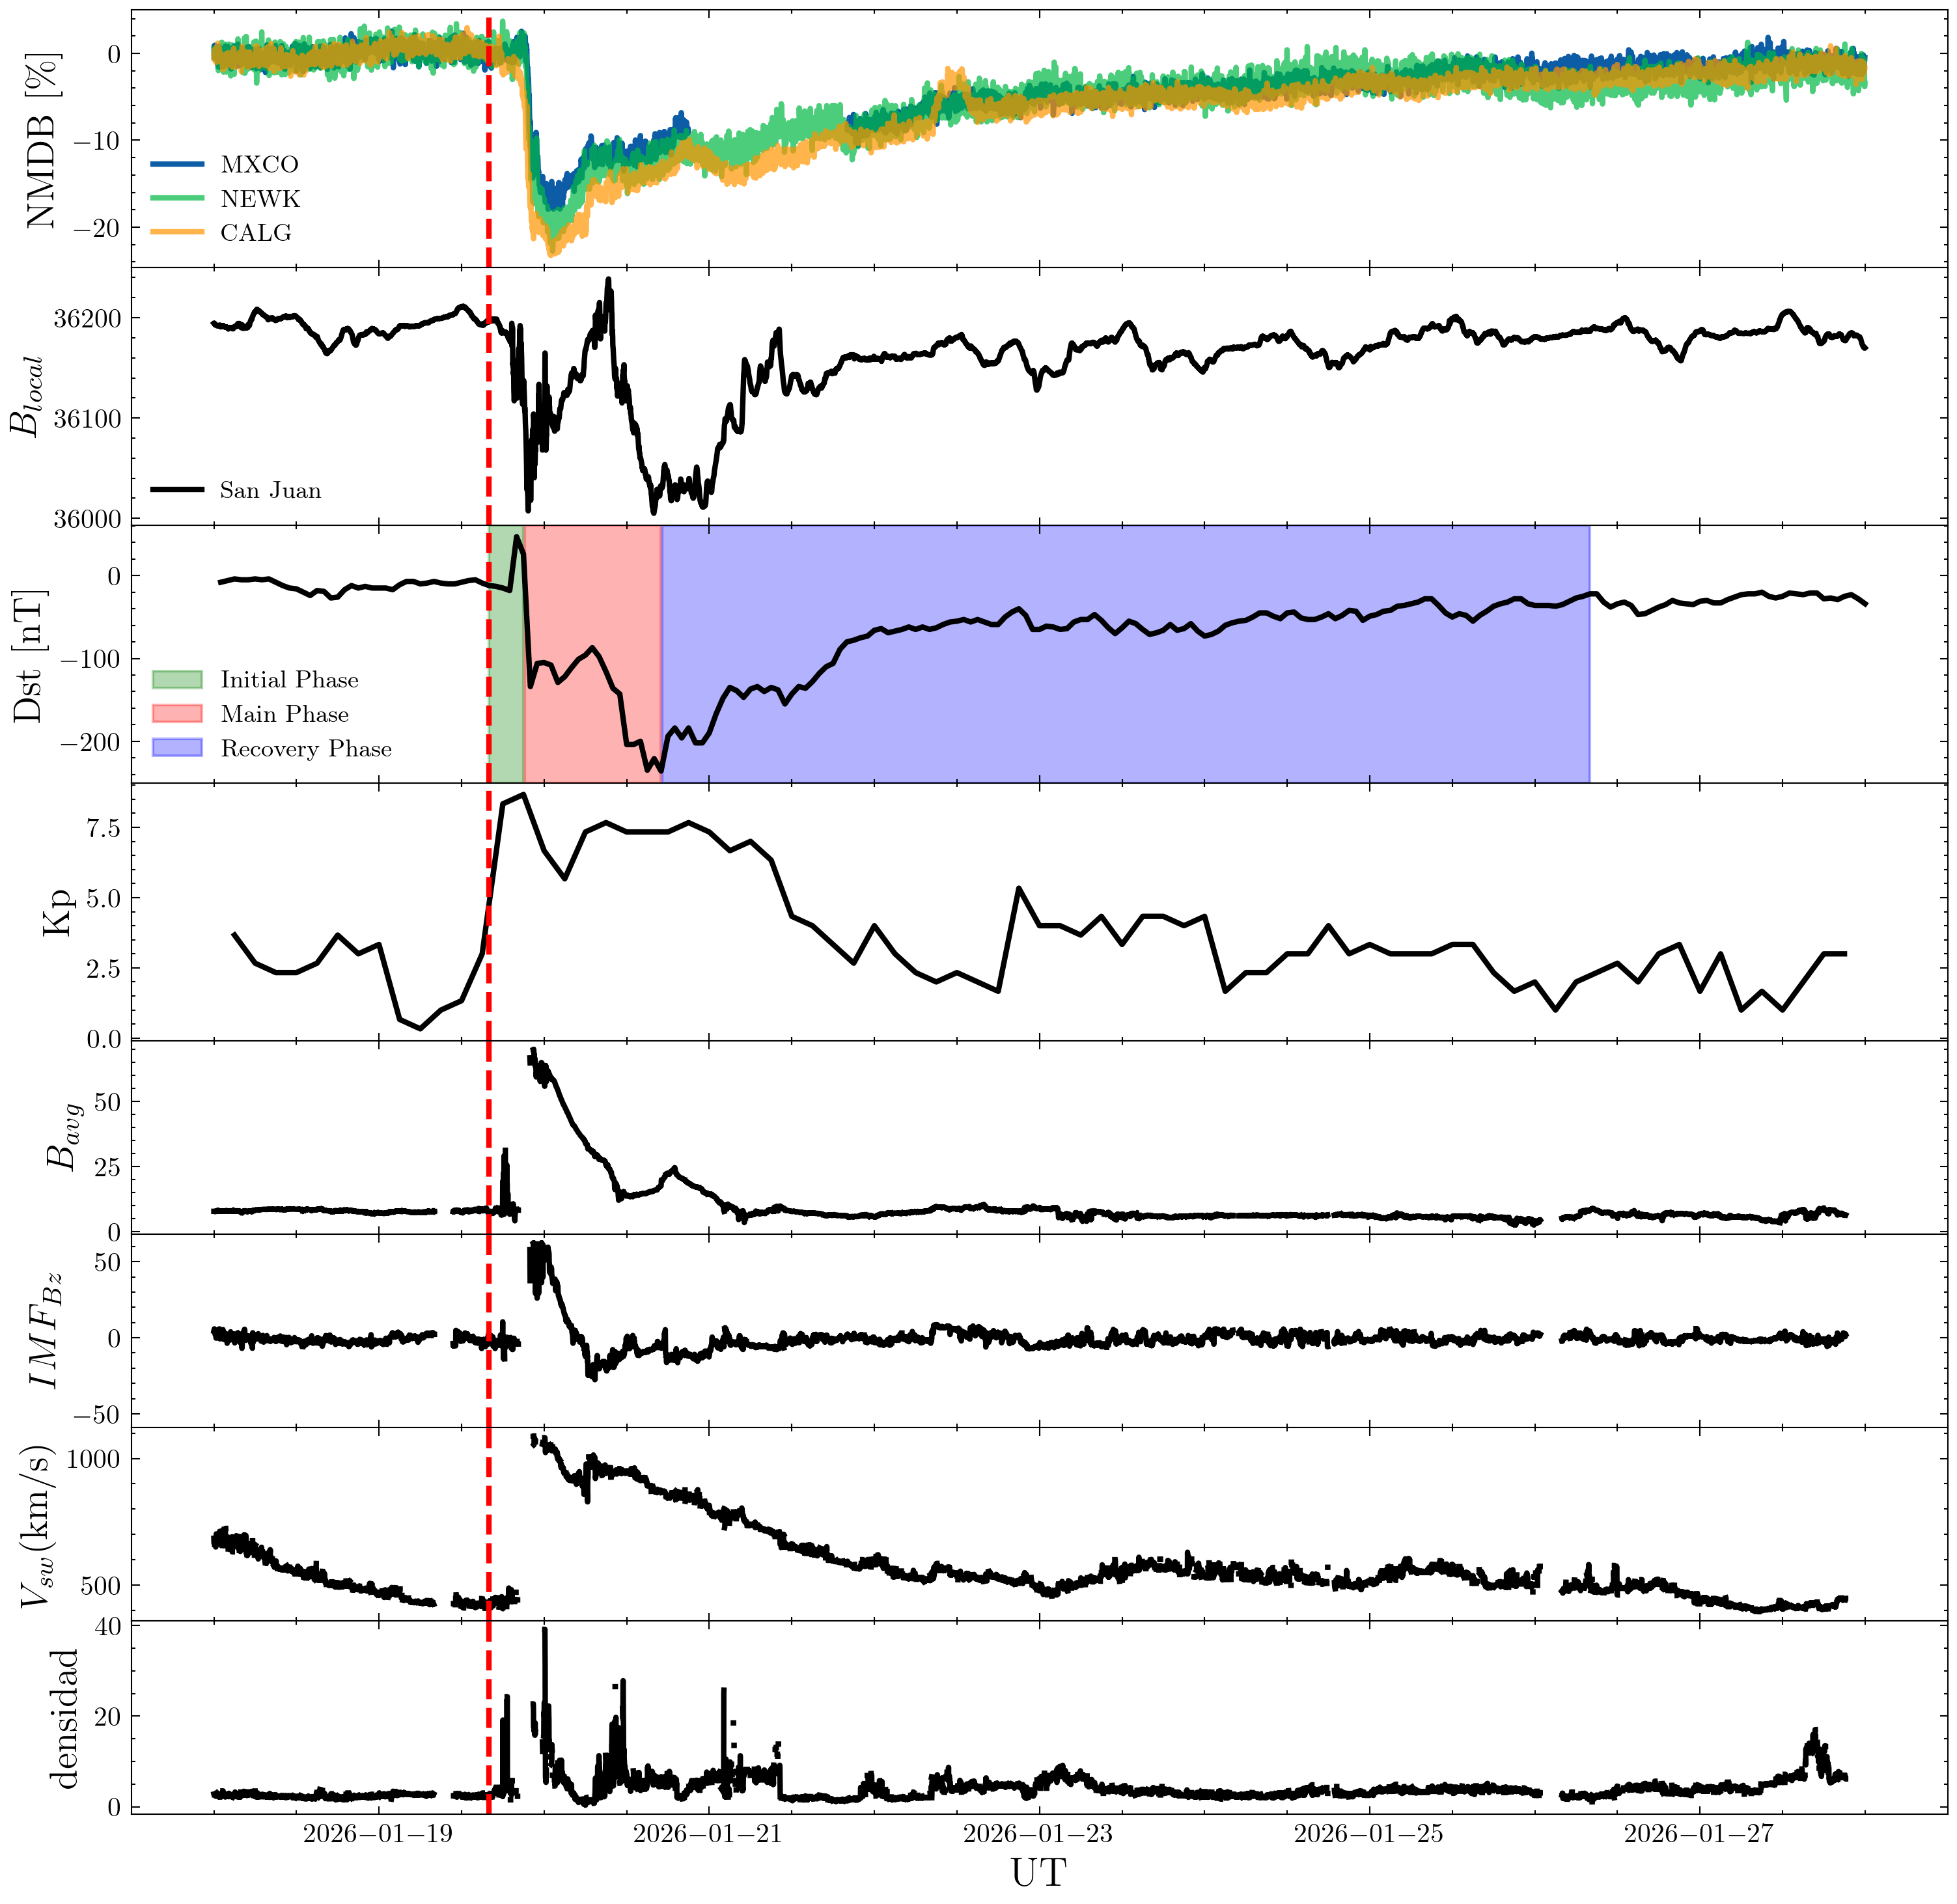 NMDB [%]
0
−10
−20
MXCO
NEWK
CALG
B_local
36200
36100
36000
San Juan
Dst [nT]
0
−100
−200
Initial Phase
Main Phase
Recovery Phase
Kp
7.5
5.0
2.5
0.0
B_avg
50
25
0
IMF_Bz
50
0
−50
V_sw(km/s)
1000
500
densidad
40
20
0
2026−01−19 2026−01−21 2026−01−23 2026−01−25 2026−01−27
UT